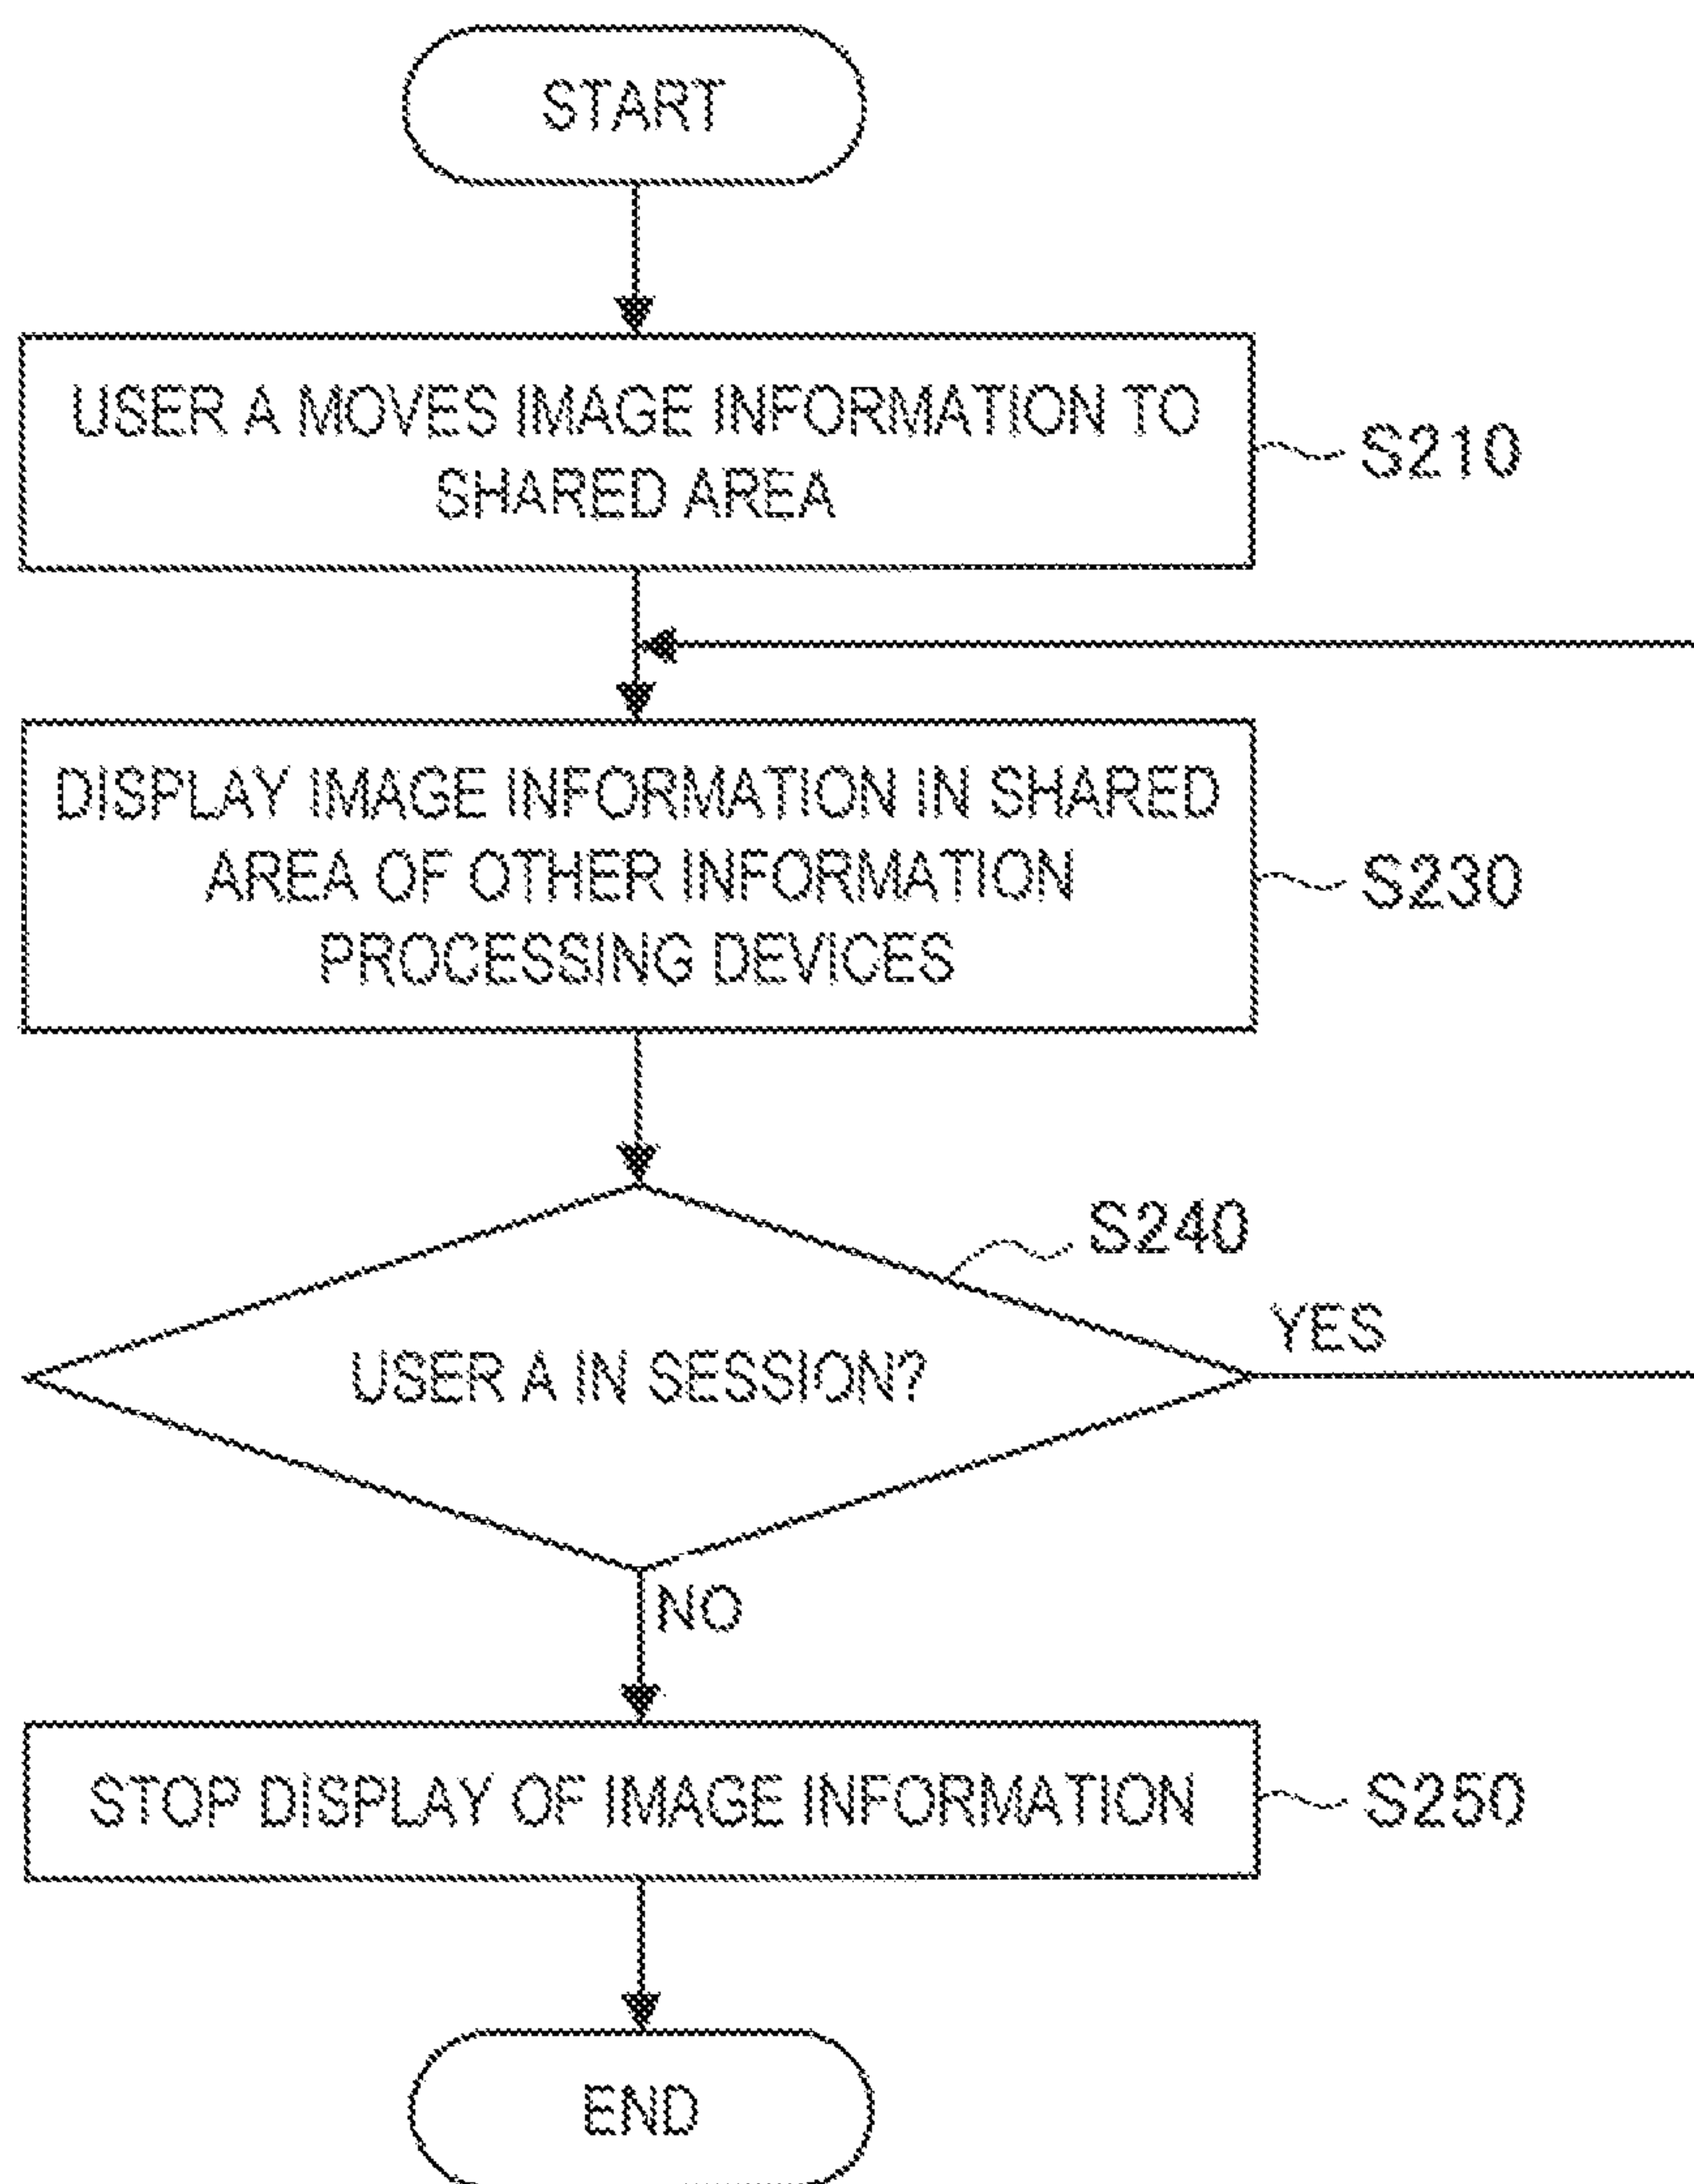 START
USER A MOVES IMAGE INFORMATION TO
SHARED AREA
S210
DISPLAY IMAGE INFORMATION IN SHARED
AREA OF OTHER INFORMATION
PROCESSING DEVICES
S230
S240
USER A IN SESSION?
YES
NO
STOP DISPLAY OF IMAGE INFORMATION
S250
END